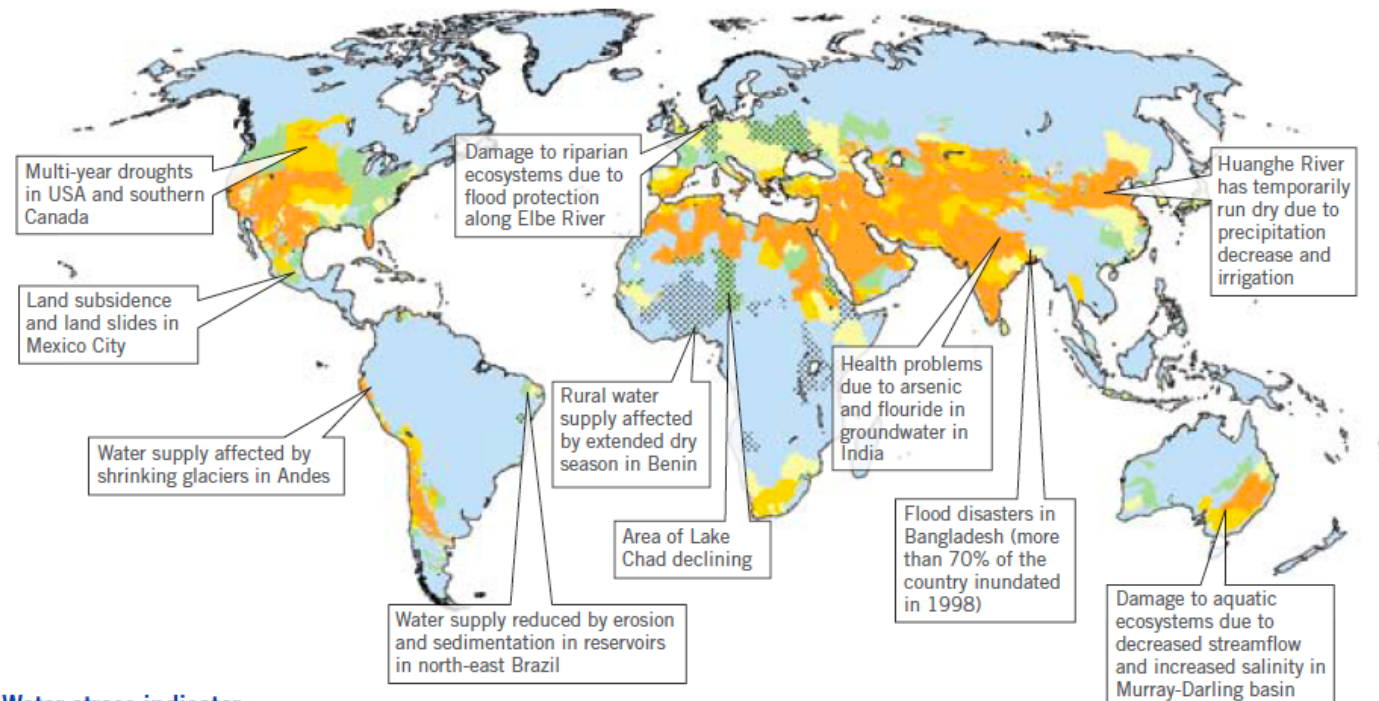 Multi-year droughts
in USA and southern
Canada
Damage to riparian
ecosystems due to
flood protection
along Elbe River
Huanghe River
has temporarily
run dry due to
precipitation
decrease and
irrigation
Land subsidence
and land slides in
Mexico City
Water supply affected by
shrinking glaciers in Andes
Rural water
supply affected
by extended dry
season in Benin
Health problems
due to arsenic
and flouride in
groundwater in
India
Area of Lake
Chad declining
Flood disasters in
Bangladesh (more
than 70% of the
country inundated
in 1998)
Water supply reduced by erosion
and sedimentation in reservoirs
in north-east Brazil
Damage to aquatic
ecosystems due to
decreased streamflow
and increased salinity in
Murray-Darling basin
Water stress indicator